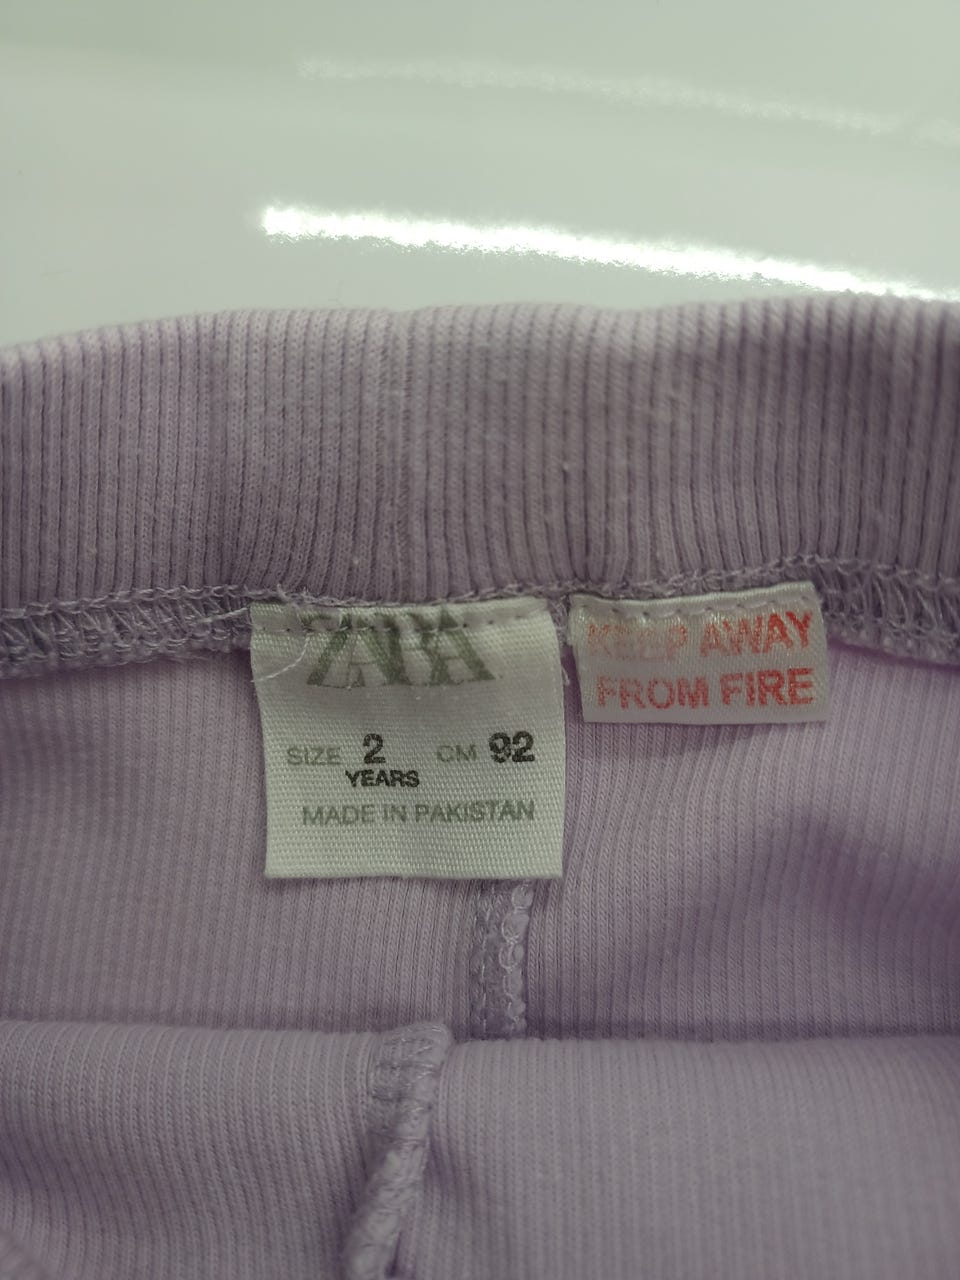 ZARA
SIZE 2 CM 92
YEARS
MADE IN PAKISTAN
KEEP AWAY
FROM FIRE